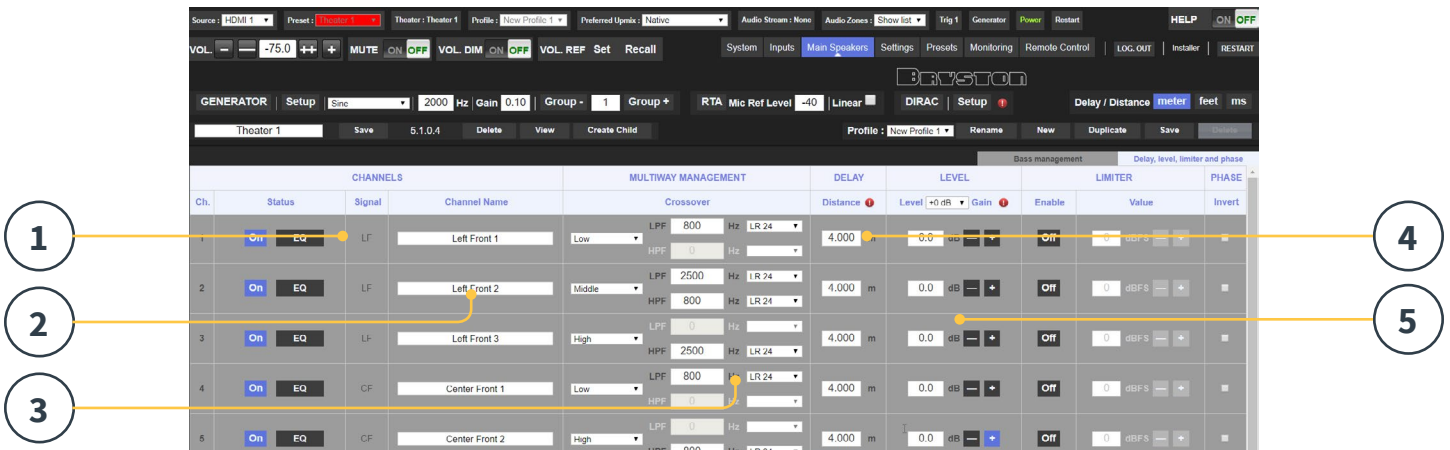 Source : HDMI 1 Preset : Theater 1 Theater : Theater 1 Profile : New Profile 1 Preferred Upmix : Native Audio Stream : None Audio Zones : Show list Trig 1 Generator Power Restart HELP ON OFF
VOL. -75.0 MUTE ON OFF VOL. DIM ON OFF VOL. REF Set Recall System Inputs Main Speakers Settings Presets Monitoring Remote Control LOG. OUT Installer RESTART
BRYSTON
GENERATOR Setup Sinc 2000 Hz Gain 0.10 Group - 1 Group + RTA Mic Ref Level -40 Linear DIRAC Setup Delay / Distance meter feet ms
Theater 1 Save 5.1.0.4 Delete View Create Child Profile : New Profile 1 Rename New Duplicate Save Delete
Bass management Delay, level, limiter and phase
CHANNELS MULTIWAY MANAGEMENT DELAY LEVEL LIMITER PHASE
Ch. Status Signal Channel Name Crossover Distance Level +0 dB Gain Enable Value Invert
LPF 800 Hz LR 24
1 On EQ LF Left Front 1 Low 4.000 m 0.0 dB — + Off 0 dBFS — +
HPF 0 Hz
LPF 2500 Hz LR 24
2 On EQ LF Left Front 2 Middle 4.000 m 0.0 dB — + Off 0 dBFS — +
HPF 800 Hz LR 24
LPF 0 Hz
3 On EQ LF Left Front 3 High 4.000 m 0.0 dB — + Off 0 dBFS — +
HPF 2500 Hz LR 24
LPF 800 Hz LR 24
4 On EQ CF Center Front 1 Low 4.000 m 0.0 dB — + Off 0 dBFS — +
HPF 0 Hz
LPF 0 Hz
5 On EQ CF Center Front 2 High 4.000 m 0.0 dB — + Off 0 dBFS — +
HPF 800 Hz LR 24
1
2
3
4
5